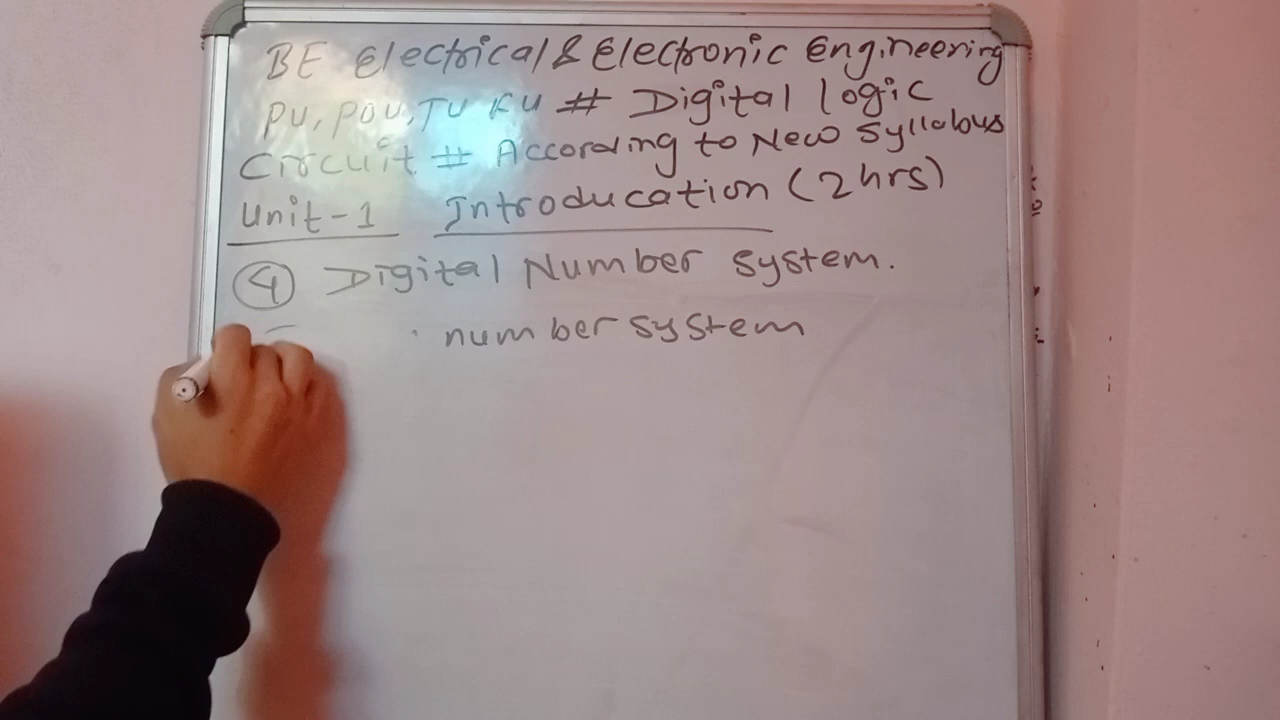 BE Electrical & Electronic Engineering
PU, POU, TU KU # Digital logic
Circuit # According to New Syllabus
Unit-1 Introducation (2hrs)
④ Digital Number system.
number system